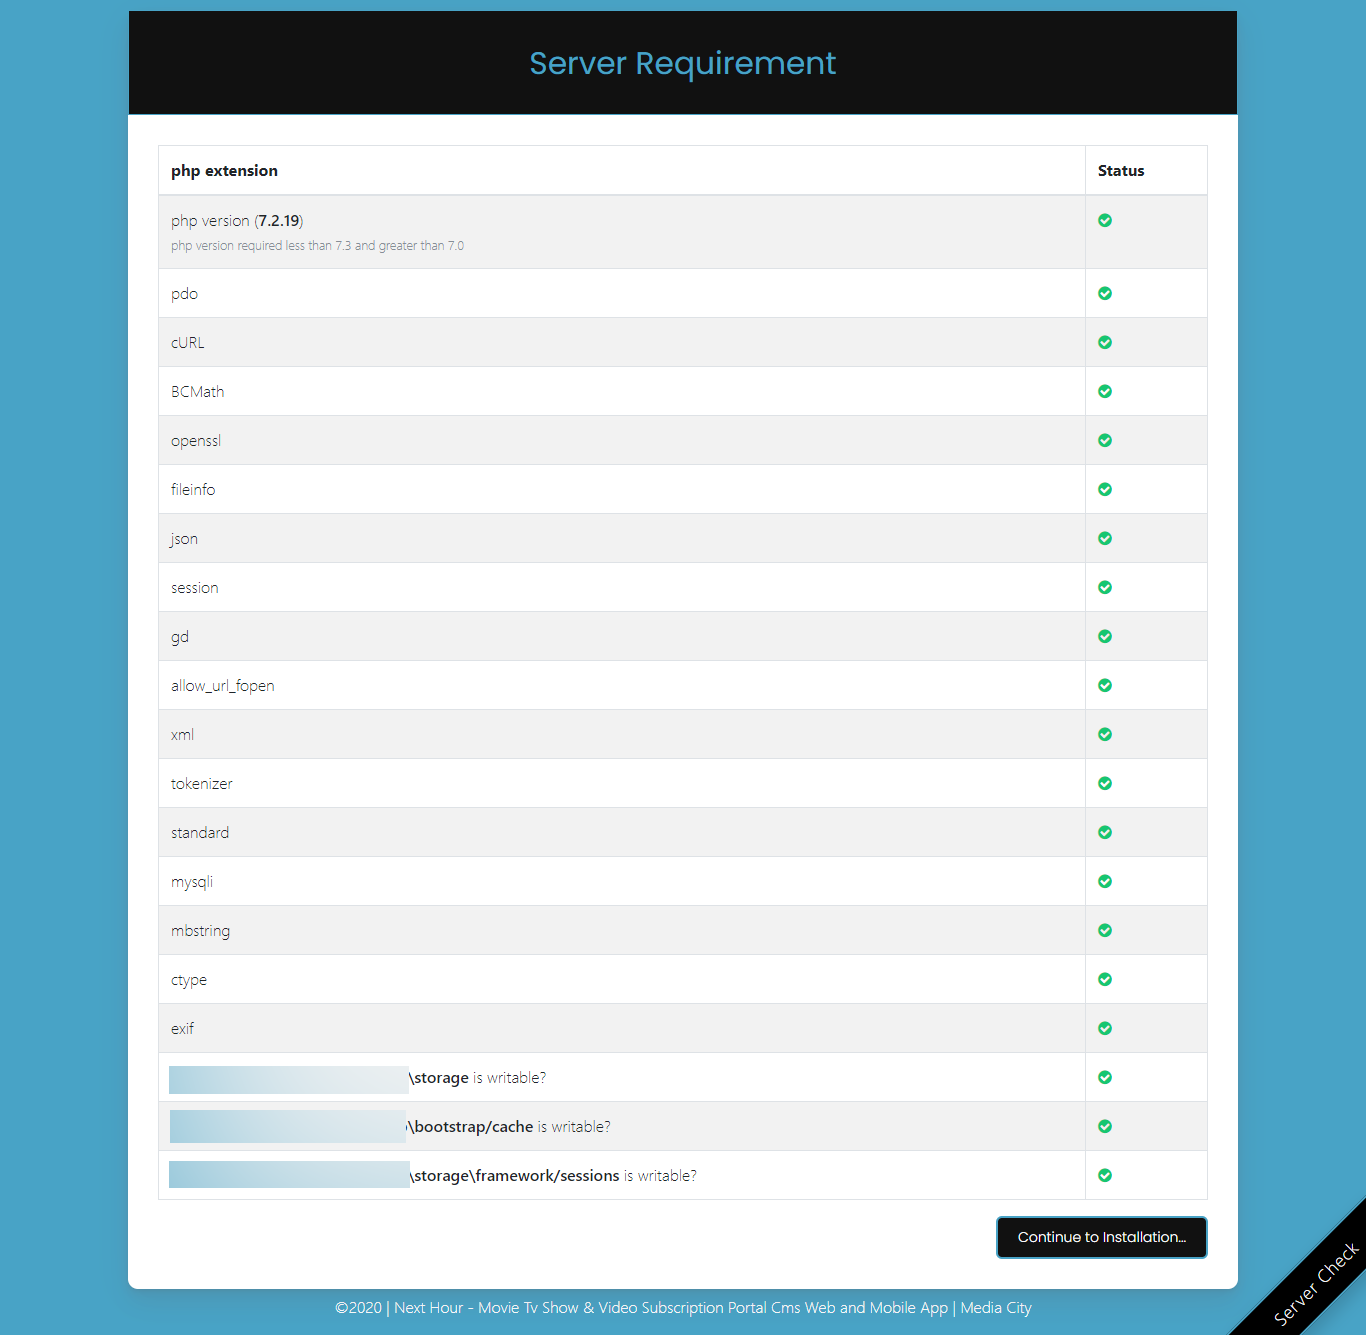 Server Requirement
php extension Status
php version (7.2.19)
php version required less than 7.3 and greater than 7.0
pdo
cURL
BCMath
openssl
fileinfo
json
session
gd
allow_url_fopen
xml
tokenizer
standard
mysqli
mbstring
ctype
exif
\storage is writable?
\bootstrap/cache is writable?
\storage\framework/sessions is writable?
Continue to Installation...
Server Check
©2020 | Next Hour - Movie Tv Show & Video Subscription Portal Cms Web and Mobile App | Media City